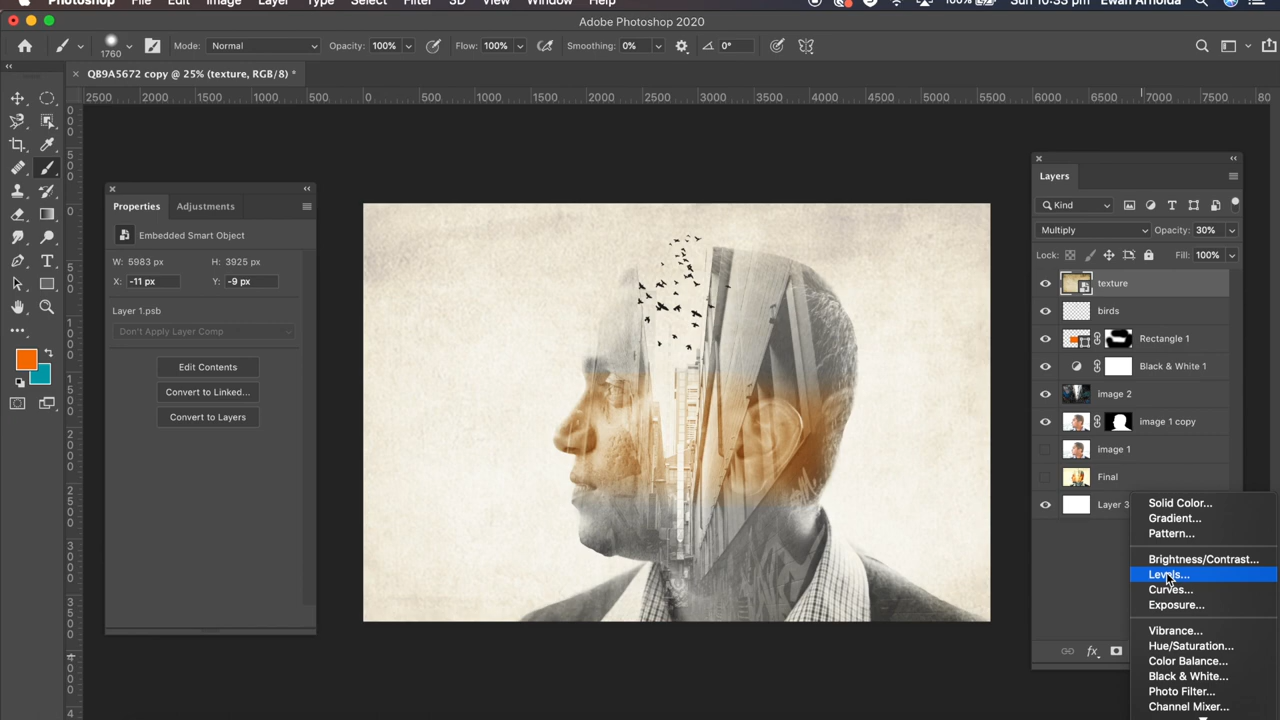 Photoshop File Edit Image Layer Type Select Filter 3D View Window Help 100% Sun 10:33 pm Ewan Arnolda
Adobe Photoshop 2020
1760 Mode: Normal Opacity: 100% Flow: 100% Smoothing: 0% 0°
QB9A5672 copy @ 25% (texture, RGB/8) *
2500 2000 1500 1000 500 0 500 1000 1500 2000 2500 3000 3500 4000 4500 5000 5500 6000 6500 7000 7500 80
Properties Adjustments
Embedded Smart Object
W: 5983 px H: 3925 px
X: -11 px Y: -9 px
Layer 1.psb
Don't Apply Layer Comp
Edit Contents
Convert to Linked...
Convert to Layers
Layers
Kind
Multiply Opacity: 30%
Lock: Fill: 100%
texture
birds
Rectangle 1
Black & White 1
image 2
image 1 copy
image 1
Final
Layer 3
fx
Solid Color...
Gradient...
Pattern...
Brightness/Contrast...
Levels...
Curves...
Exposure...
Vibrance...
Hue/Saturation...
Color Balance...
Black & White...
Photo Filter...
Channel Mixer...